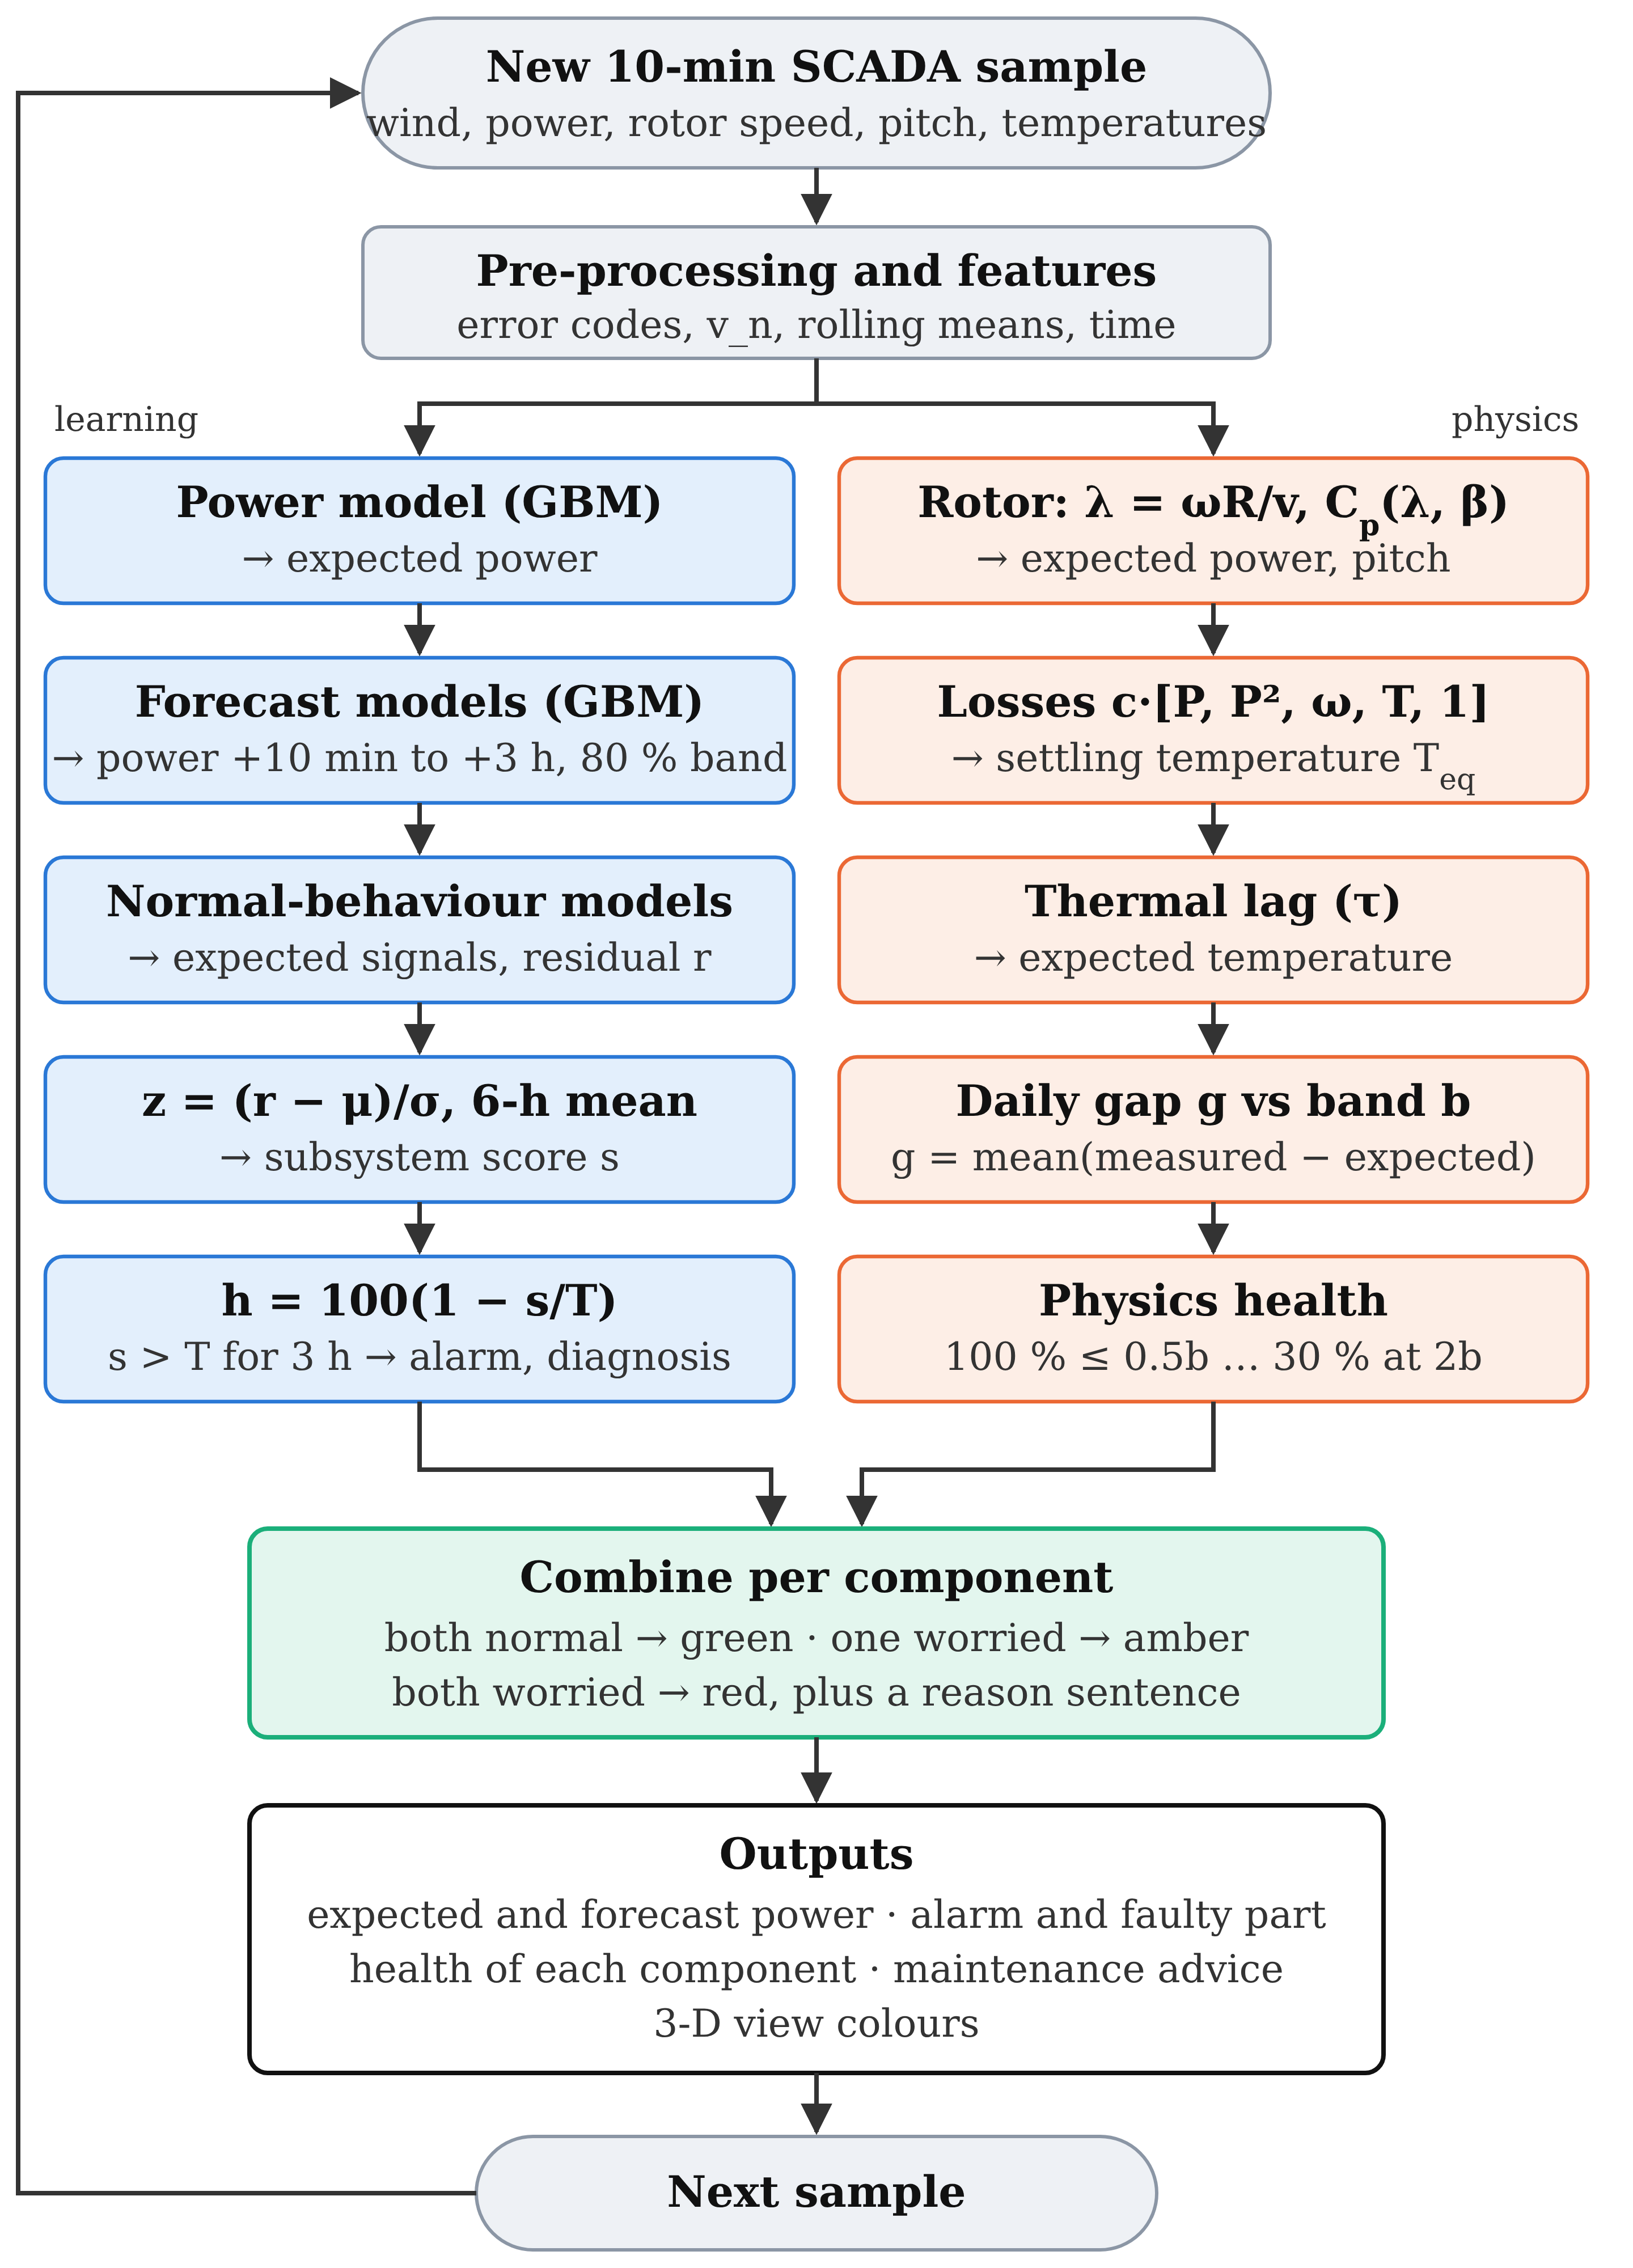 New 10-min SCADA sample
wind, power, rotor speed, pitch, temperatures
Pre-processing and features
error codes, v_n, rolling means, time
learning
physics
Power model (GBM)
→ expected power
Rotor: λ = ωR/v, Cp(λ, β)
→ expected power, pitch
Forecast models (GBM)
→ power +10 min to +3 h, 80 % band
Losses c·[P, P², ω, T, 1]
→ settling temperature Teq
Normal-behaviour models
→ expected signals, residual r
Thermal lag (τ)
→ expected temperature
z = (r − μ)/σ, 6-h mean
→ subsystem score s
Daily gap g vs band b
g = mean(measured − expected)
h = 100(1 − s/T)
s > T for 3 h → alarm, diagnosis
Physics health
100 % ≤ 0.5b … 30 % at 2b
Combine per component
both normal → green · one worried → amber
both worried → red, plus a reason sentence
Outputs
expected and forecast power · alarm and faulty part
health of each component · maintenance advice
3-D view colours
Next sample